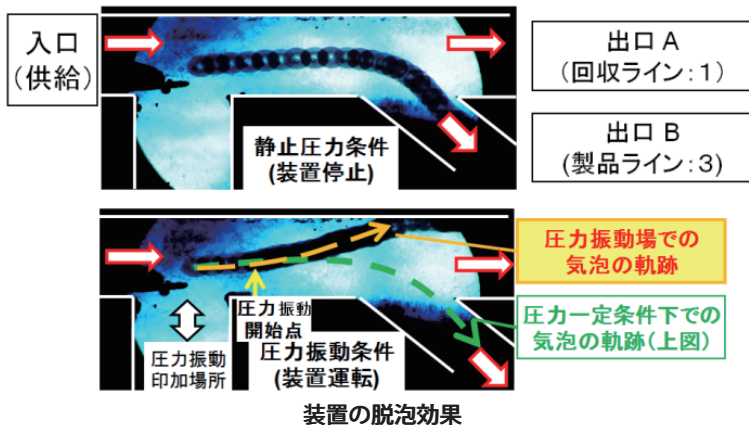 入口
(供給)
静止圧力条件
(装置停止)
出口 A
(回収ライン:1)
出口 B
(製品ライン:3)
圧力振動
開始点
圧力振動
印加場所
圧力振動条件
(装置運転)
圧力振動場での
気泡の軌跡
圧力一定条件下での
気泡の軌跡(上図)
装置の脱泡効果